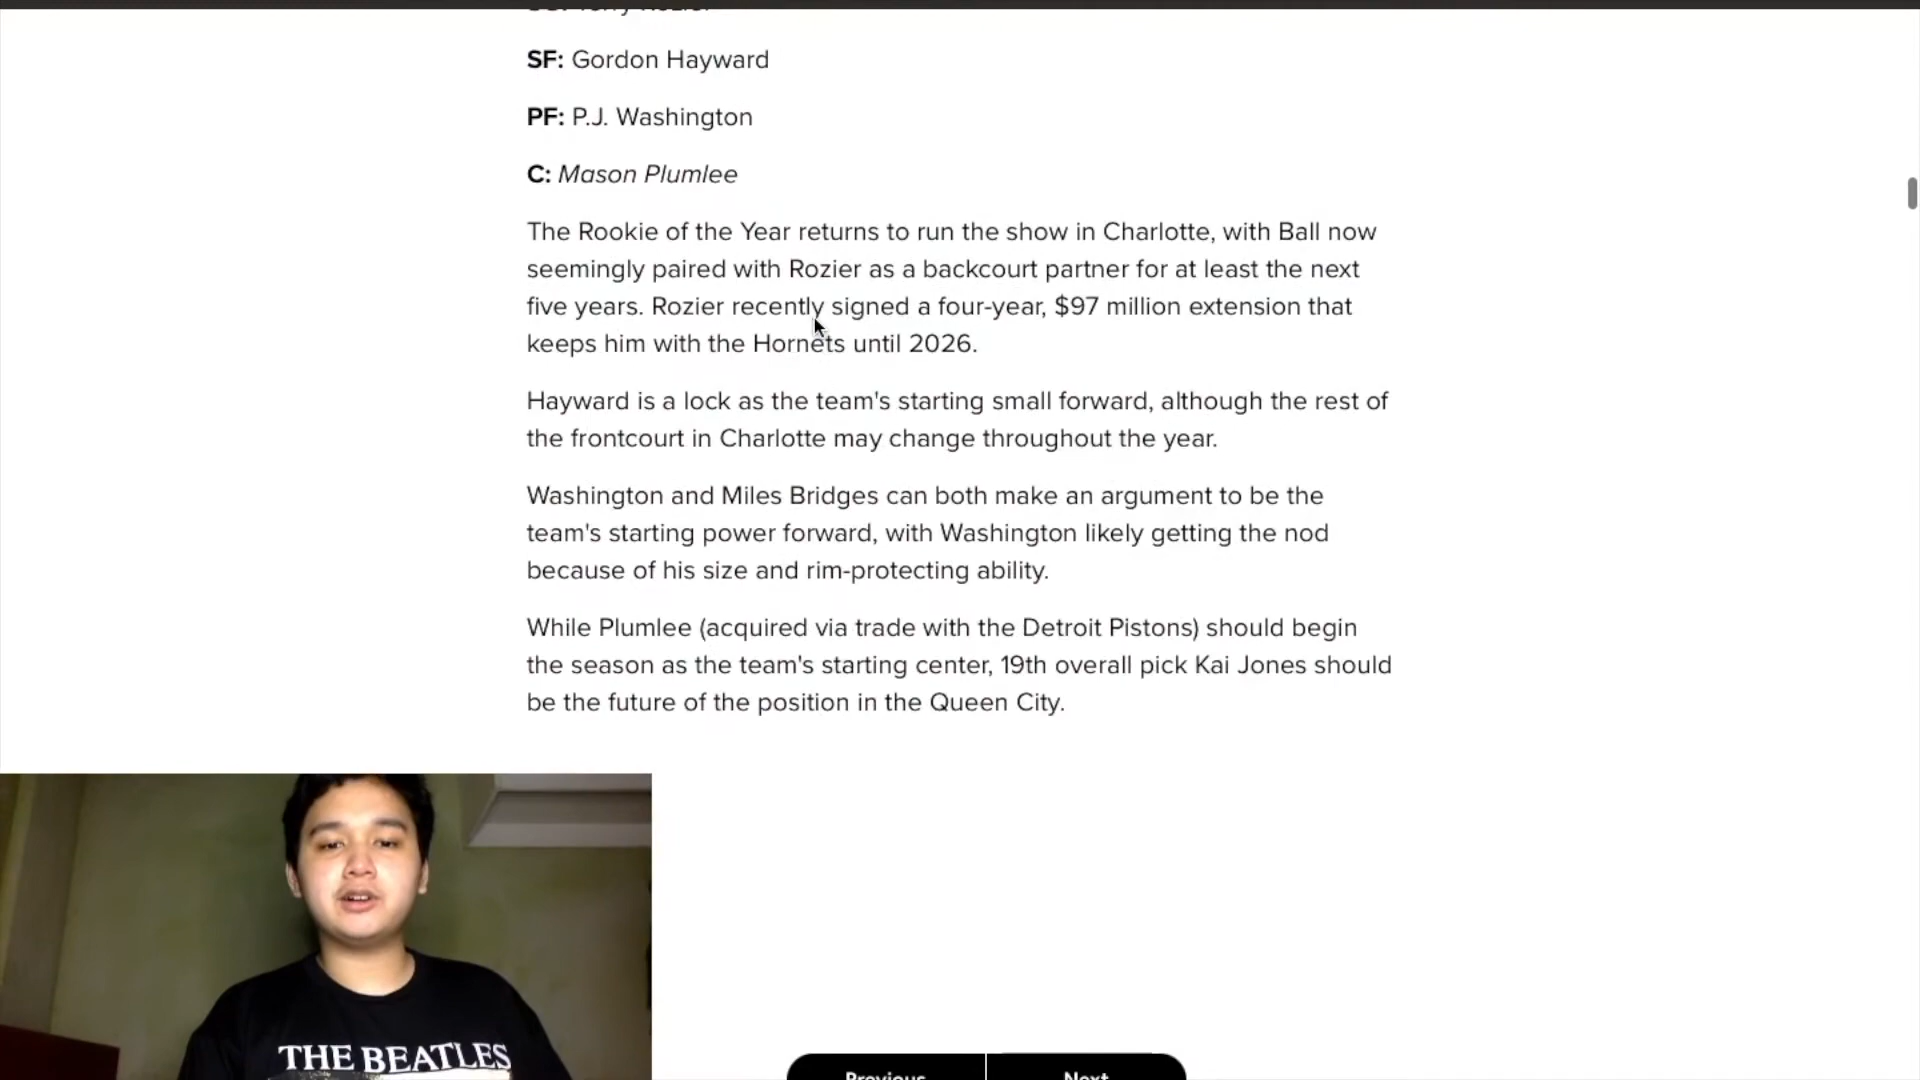 SF: Gordon Hayward
PF: P.J. Washington
C: Mason Plumlee
The Rookie of the Year returns to run the show in Charlotte, with Ball now
seemingly paired with Rozier as a backcourt partner for at least the next
five years. Rozier recently signed a four-year, $97 million extension that
keeps him with the Hornets until 2026.
Hayward is a lock as the team's starting small forward, although the rest of
the frontcourt in Charlotte may change throughout the year.
Washington and Miles Bridges can both make an argument to be the
team's starting power forward, with Washington likely getting the nod
because of his size and rim-protecting ability.
While Plumlee (acquired via trade with the Detroit Pistons) should begin
the season as the team's starting center, 19th overall pick Kai Jones should
be the future of the position in the Queen City.
THE BEATLES
Previous
Next